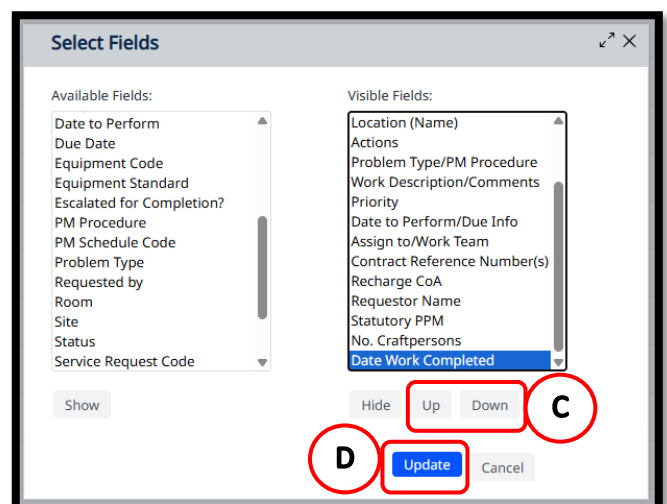 Select Fields
Available Fields:
Date to Perform
Due Date
Equipment Code
Equipment Standard
Escalated for Completion?
PM Procedure
PM Schedule Code
Problem Type
Requested by
Room
Site
Status
Service Request Code
Show
Visible Fields:
Location (Name)
Actions
Problem Type/PM Procedure
Work Description/Comments
Priority
Date to Perform/Due Info
Assign to/Work Team
Contract Reference Number(s)
Recharge CoA
Requestor Name
Statutory PPM
No. Craftpersons
Date Work Completed
Hide Up Down C
D Update Cancel